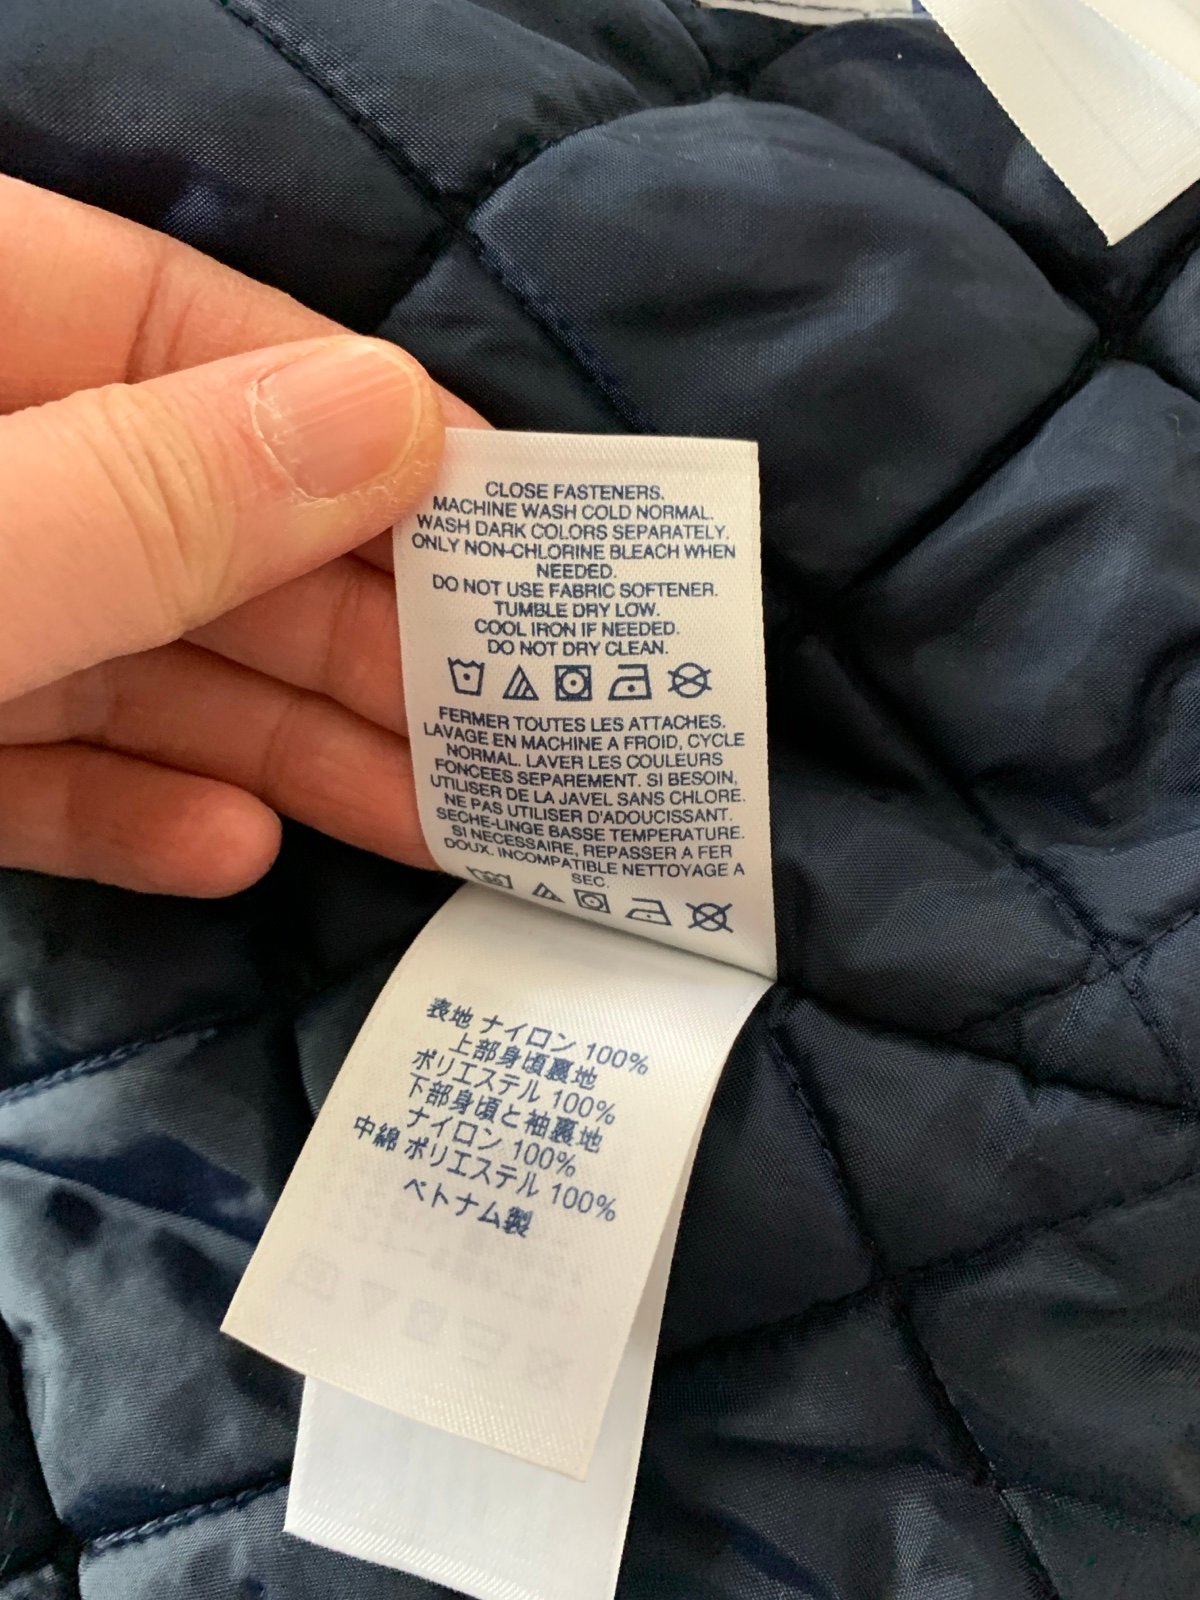 CLOSE FASTENERS.
MACHINE WASH COLD NORMAL.
WASH DARK COLORS SEPARATELY.
ONLY NON-CHLORINE BLEACH WHEN
NEEDED.
DO NOT USE FABRIC SOFTENER.
TUMBLE DRY LOW.
COOL IRON IF NEEDED.
DO NOT DRY CLEAN.
FERMER TOUTES LES ATTACHES.
LAVAGE EN MACHINE A FROID, CYCLE
NORMAL. LAVER LES COULEURS
FONCEES SEPAREMENT. SI BESOIN,
UTILISER DE LA JAVEL SANS CHLORE.
NE PAS UTILISER D'ADOUCISSANT.
SECHE-LINGE BASSE TEMPERATURE.
SI NECESSAIRE, REPASSER A FER
DOUX. INCOMPATIBLE NETTOYAGE A
SEC.
表地 ナイロン 100%
上部身頃裏地
ポリエステル 100%
下部身頃と袖裏地
ナイロン 100%
中綿 ポリエステル 100%
ベトナム製